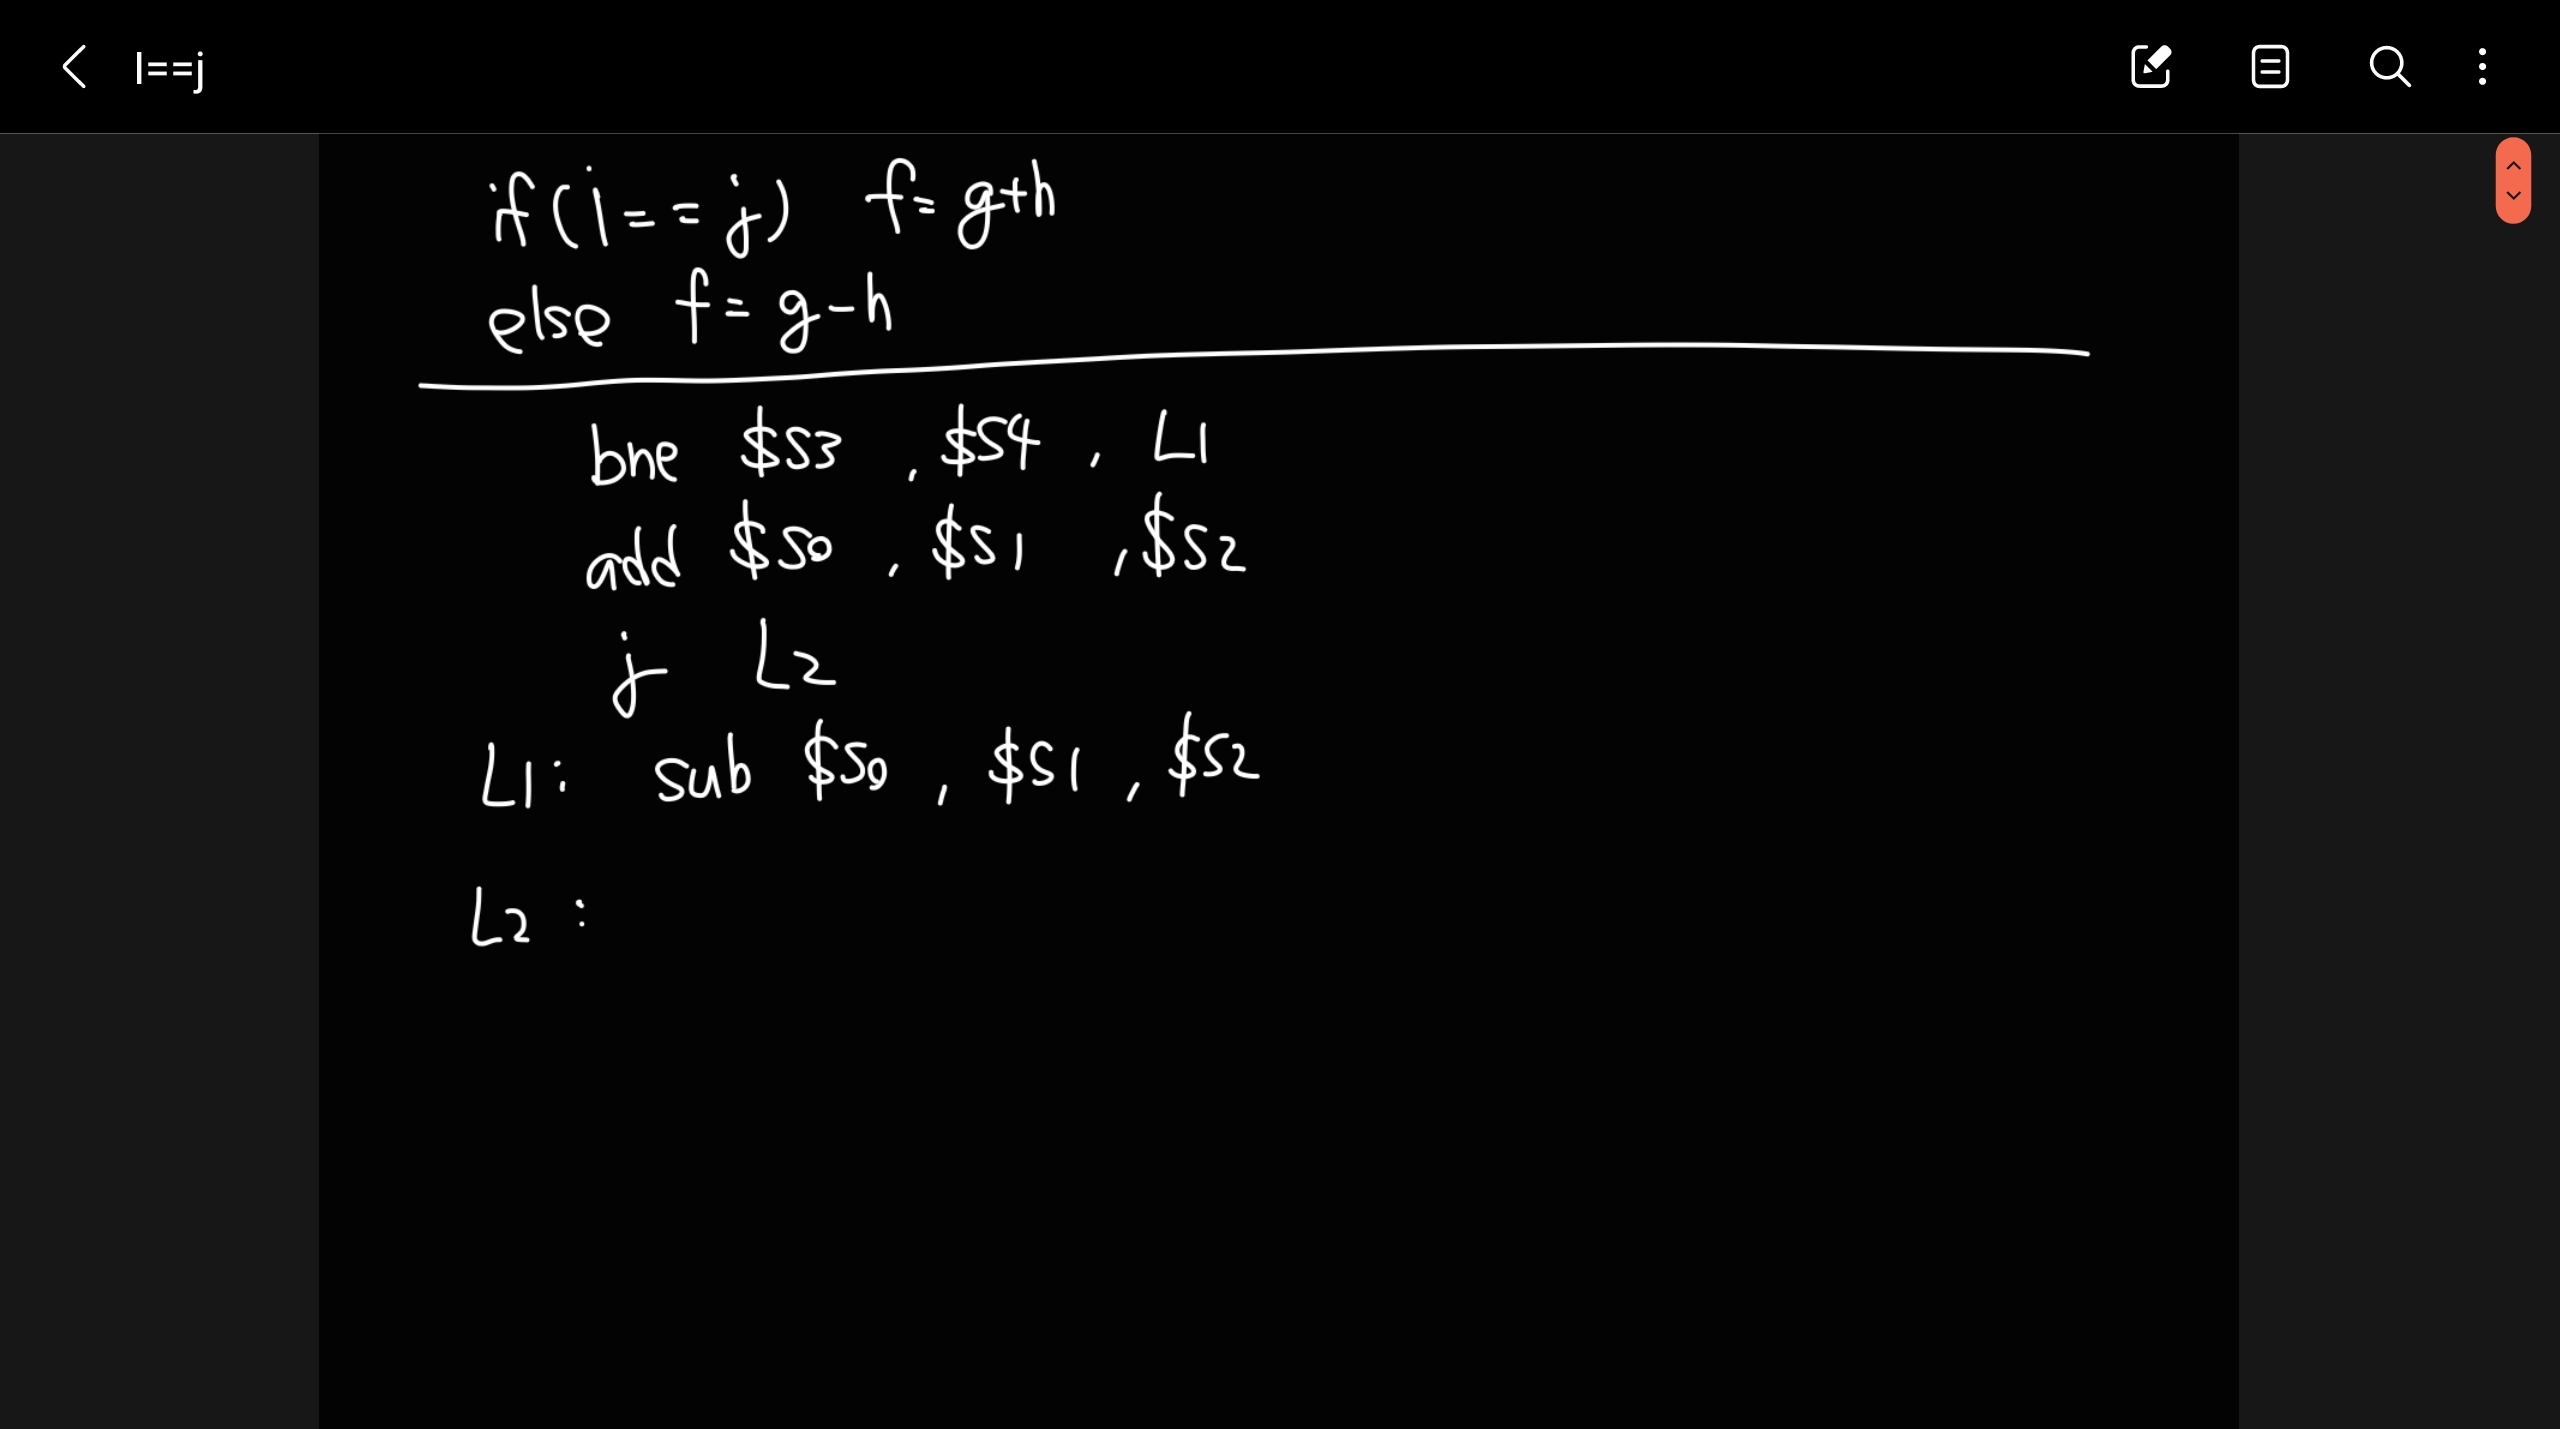 I==j
if(i==j) f=g+h
else f=g-h
bne $s3, $s4, L1
add $s0, $s1, $s2
j L2
L1: sub $s0, $s1, $s2
L2: